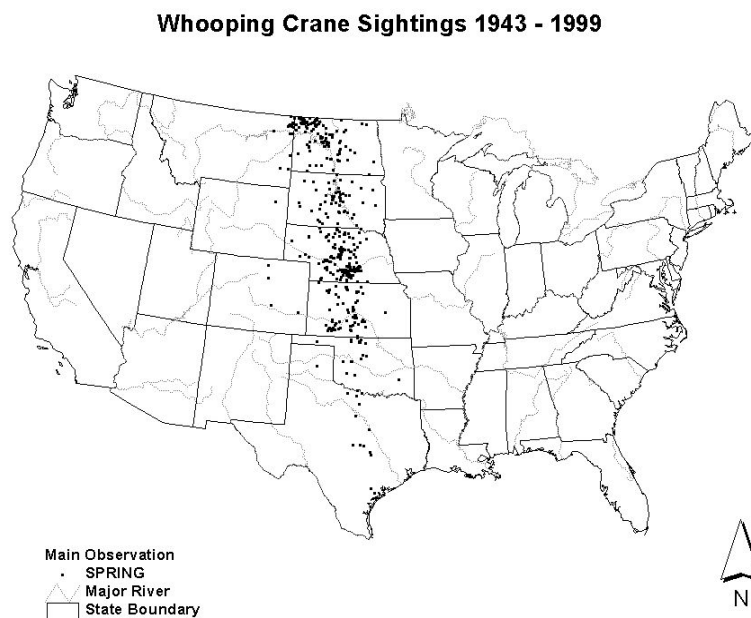 Whooping Crane Sightings 1943 - 1999
Main Observation
SPRING
Major River
State Boundary
N